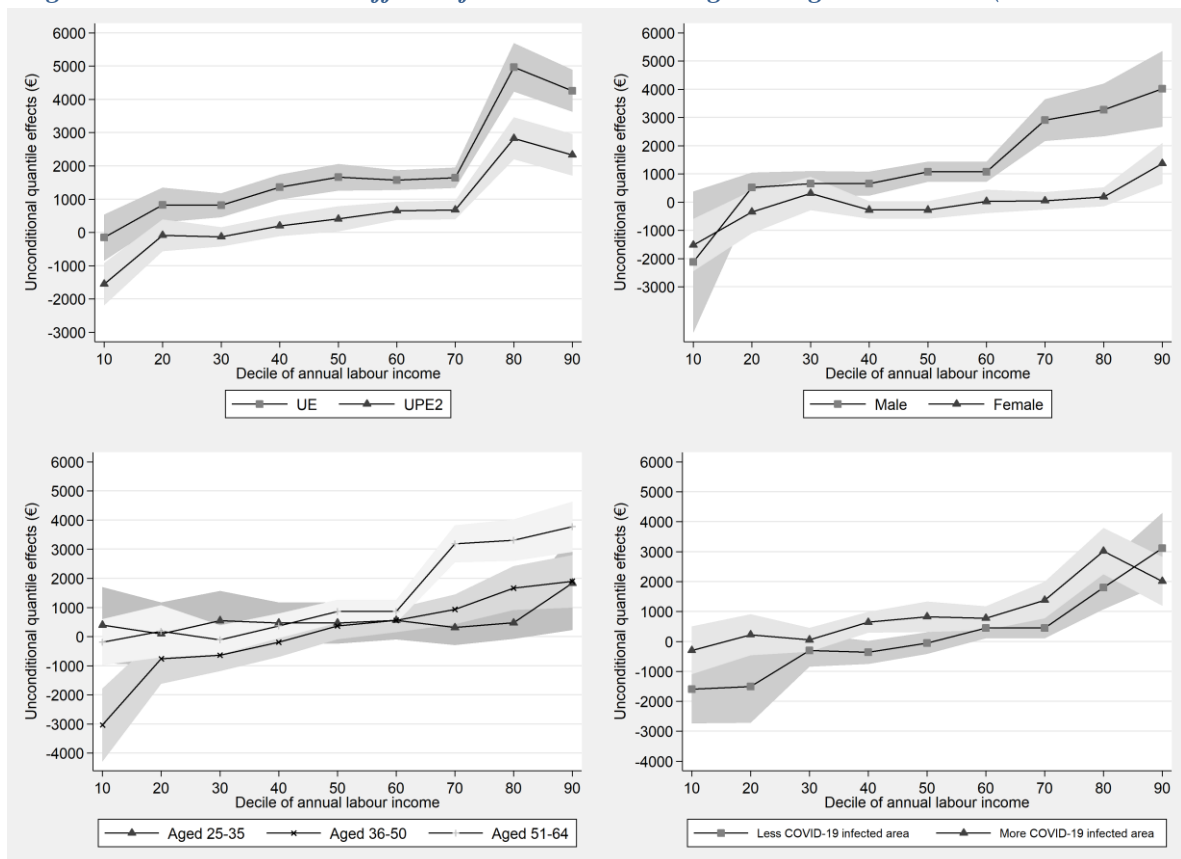 6000
5000
4000
3000
2000
1000
0
-1000
-2000
-3000
Unconditional quantile effects (€)
10 20 30 40 50 60 70 80 90
Decile of annual labour income
UE UPE2
6000
5000
4000
3000
2000
1000
0
-1000
-2000
-3000
Unconditional quantile effects (€)
10 20 30 40 50 60 70 80 90
Decile of annual labour income
Male Female
6000
5000
4000
3000
2000
1000
0
-1000
-2000
-3000
-4000
Unconditional quantile effects (€)
10 20 30 40 50 60 70 80 90
Decile of annual labour income
Aged 25-35 Aged 36-50 Aged 51-64
6000
5000
4000
3000
2000
1000
0
-1000
-2000
-3000
-4000
Unconditional quantile effects (€)
10 20 30 40 50 60 70 80 90
Decile of annual labour income
Less COVID-19 infected area More COVID-19 infected area